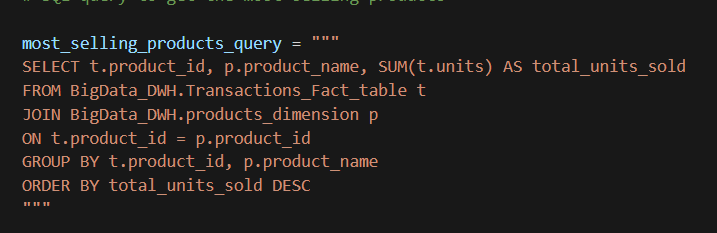 most_selling_products_query = """
SELECT t.product_id, p.product_name, SUM(t.units) AS total_units_sold
FROM BigData_DWH.Transactions_Fact_table t
JOIN BigData_DWH.products_dimension p
ON t.product_id = p.product_id
GROUP BY t.product_id, p.product_name
ORDER BY total_units_sold DESC
"""